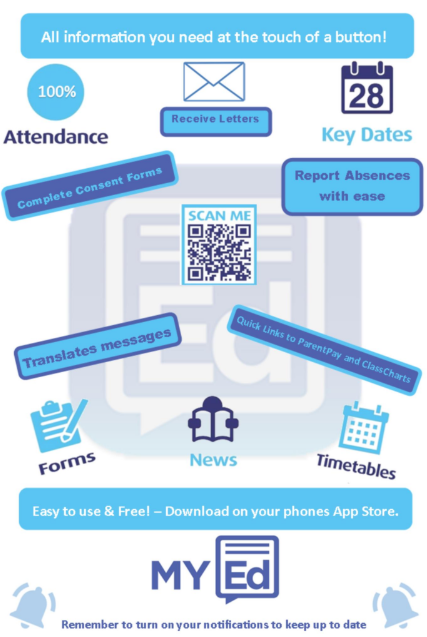 All information you need at the touch of a button!
100%
Attendance
Receive Letters
28
Key Dates
Complete Consent Forms
Report Absences
with ease
SCAN ME
Translates messages
Quick Links to ParentPay and ClassCharts
Forms
News
Timetables
Easy to use & Free! – Download on your phones App Store.
MY Ed
Remember to turn on your notifications to keep up to date